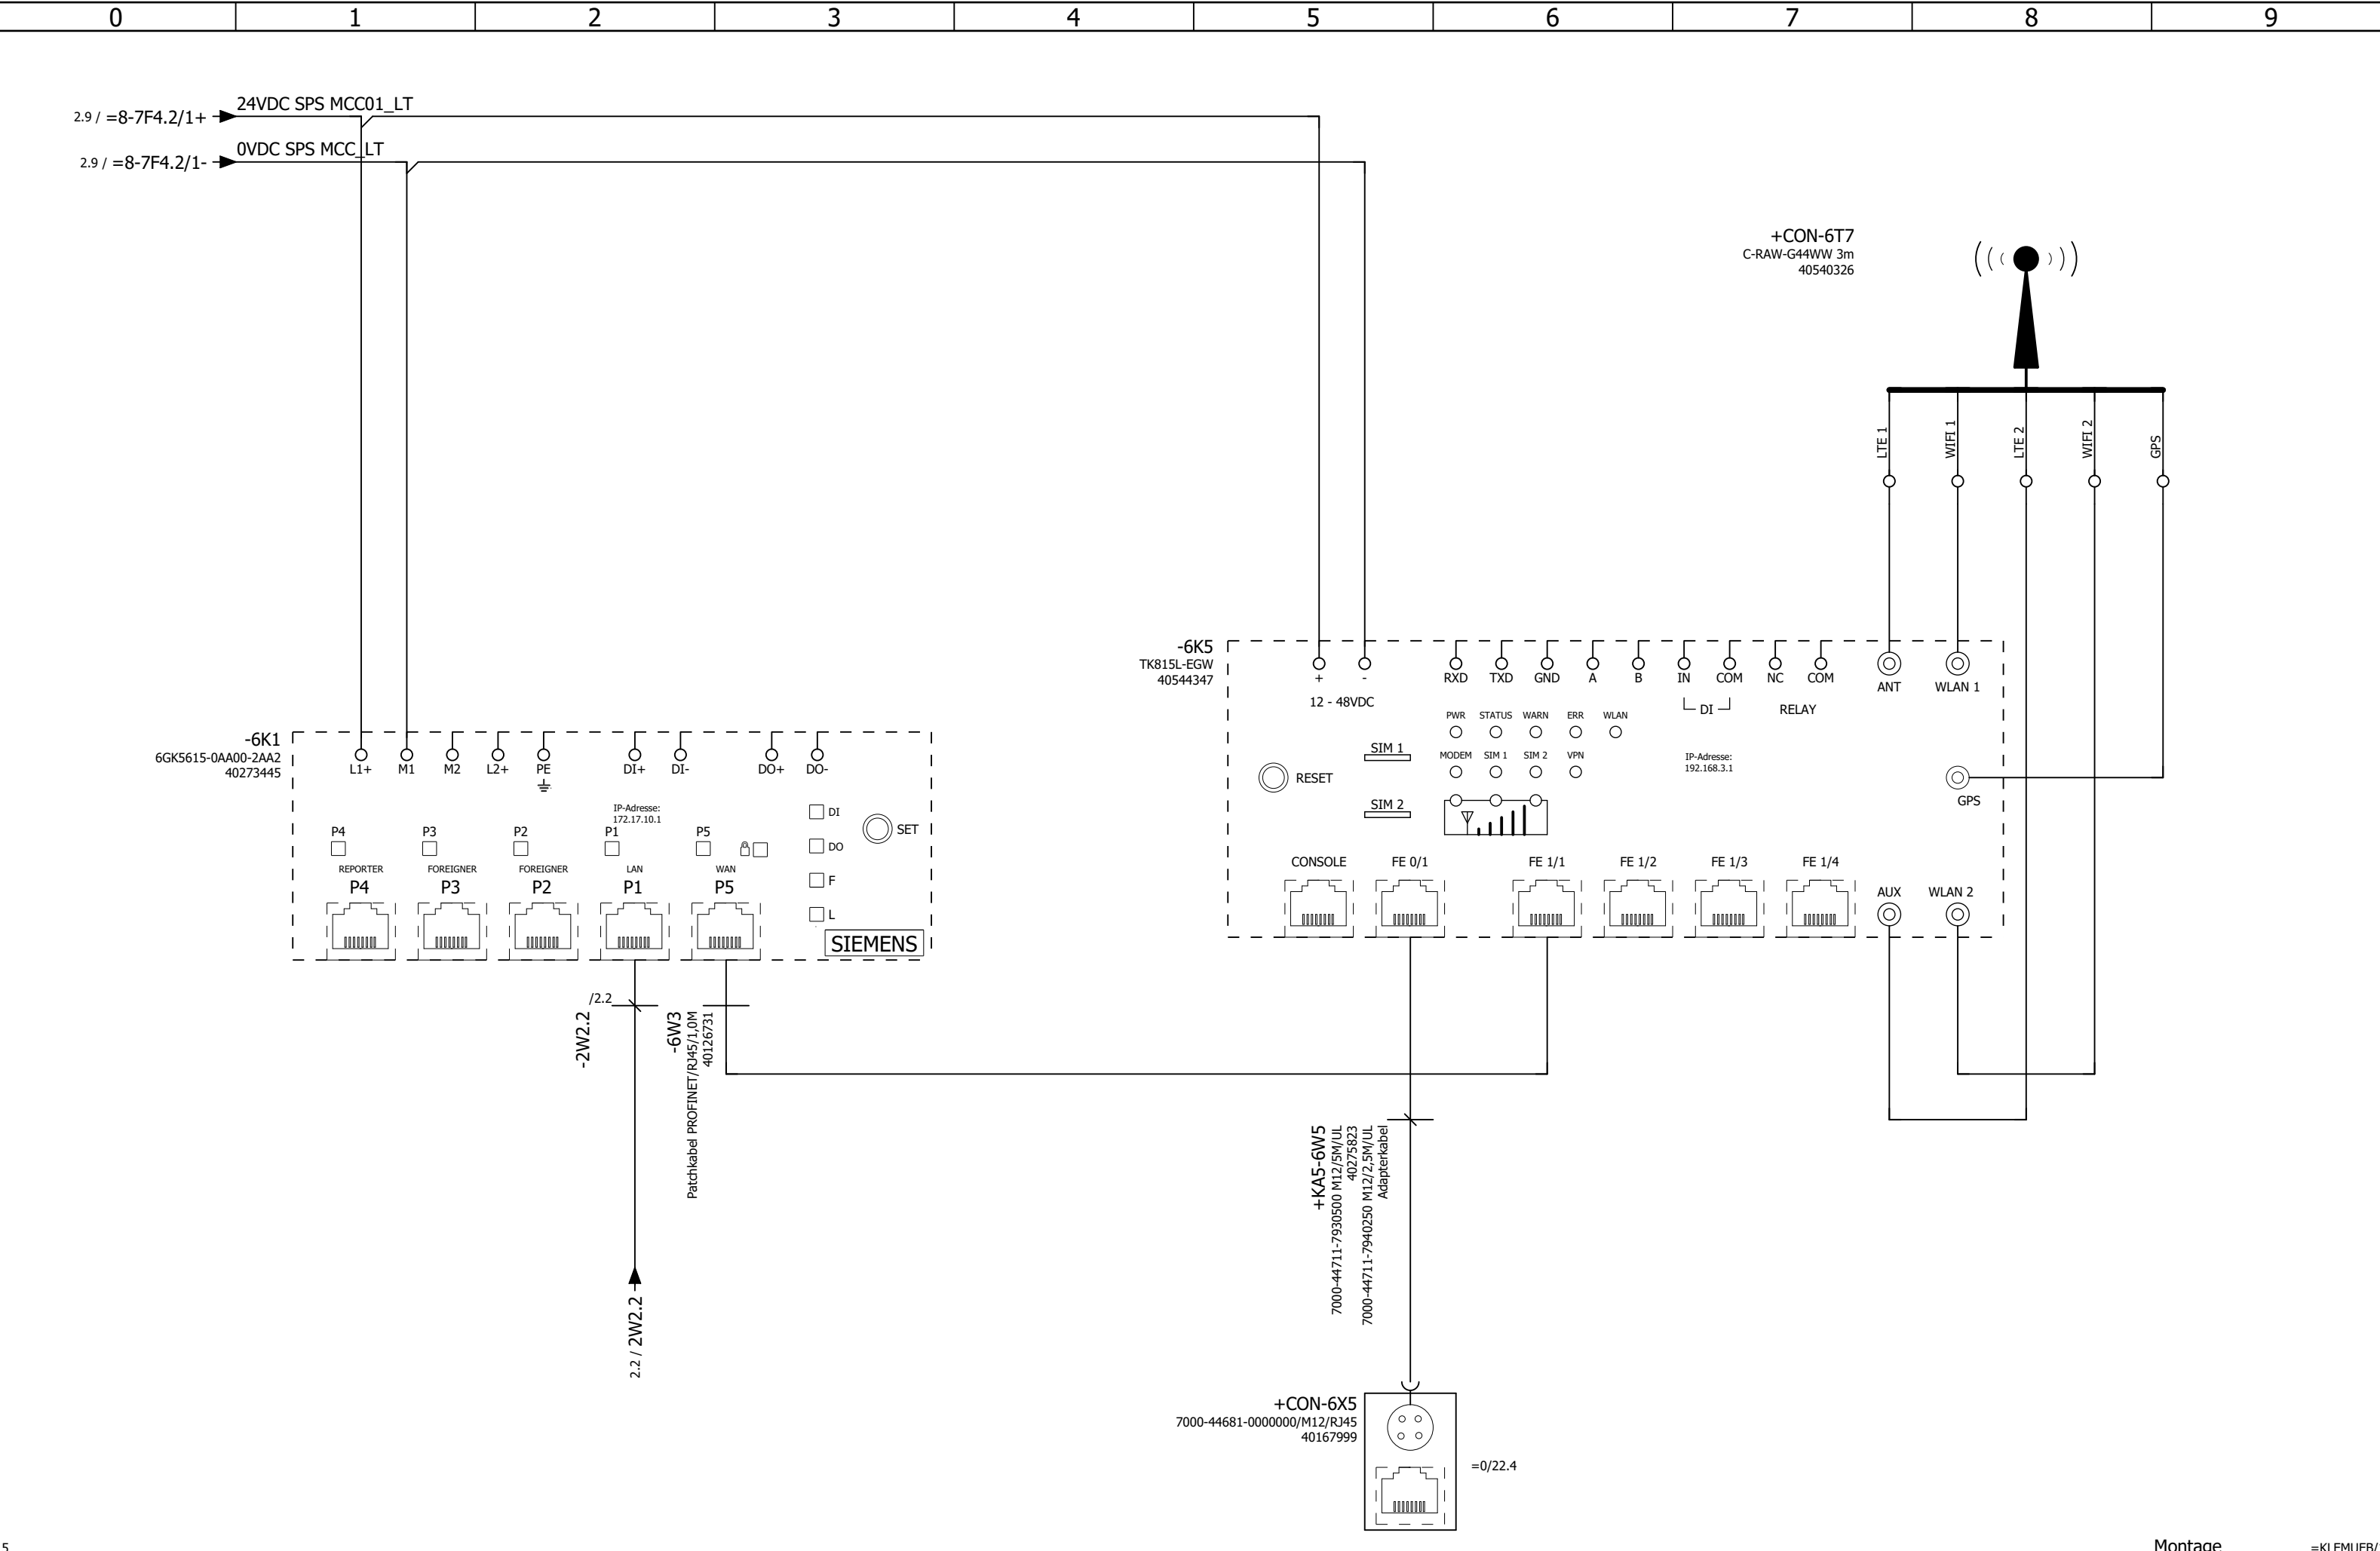 0 1 2 3 4 5 6 7 8 9
24VDC SPS MCC01_LT
2.9 / =8-7F4.2/1+
0VDC SPS MCC_LT
2.9 / =8-7F4.2/1-
+CON-6T7
C-RAW-G44WW 3m
40540326
LTE 1
WIFI 1
LTE 2
WIFI 2
GPS
-6K5
TK815L-EGW
40544347
+ - RXD TXD GND A B IN COM NC COM ANT WLAN 1
12 - 48VDC
DI
RELAY
PWR STATUS WARN ERR WLAN
MODEM SIM 1 SIM 2 VPN
SIM 1
SIM 2
RESET
IP-Adresse:
192.168.3.1
GPS
CONSOLE FE 0/1 FE 1/1 FE 1/2 FE 1/3 FE 1/4
AUX WLAN 2
-6K1
6GK5615-0AA00-2AA2
40273445
L1+ M1 M2 L2+ PE DI+ DI- DO+ DO-
IP-Adresse:
172.17.10.1
DI
DO
F
L
SET
P4 P3 P2 P1 P5
REPORTER FOREIGNER FOREIGNER LAN WAN
P4 P3 P2 P1 P5
SIEMENS
/2.2
-2W2.2
-6W3
Patchkabel PROFINET/RJ45/1,0M
40126731
2.2 / 2W2.2
+KA5-6W5
7000-44711-7930500 M12/5M/UL
40275823
7000-44711-7940250 M12/2,5M/UL
Adapterkabel
+CON-6X5
7000-44681-0000000/M12/RJ45
40167999
=0/22.4
5
Montage
=KLEMUEB/